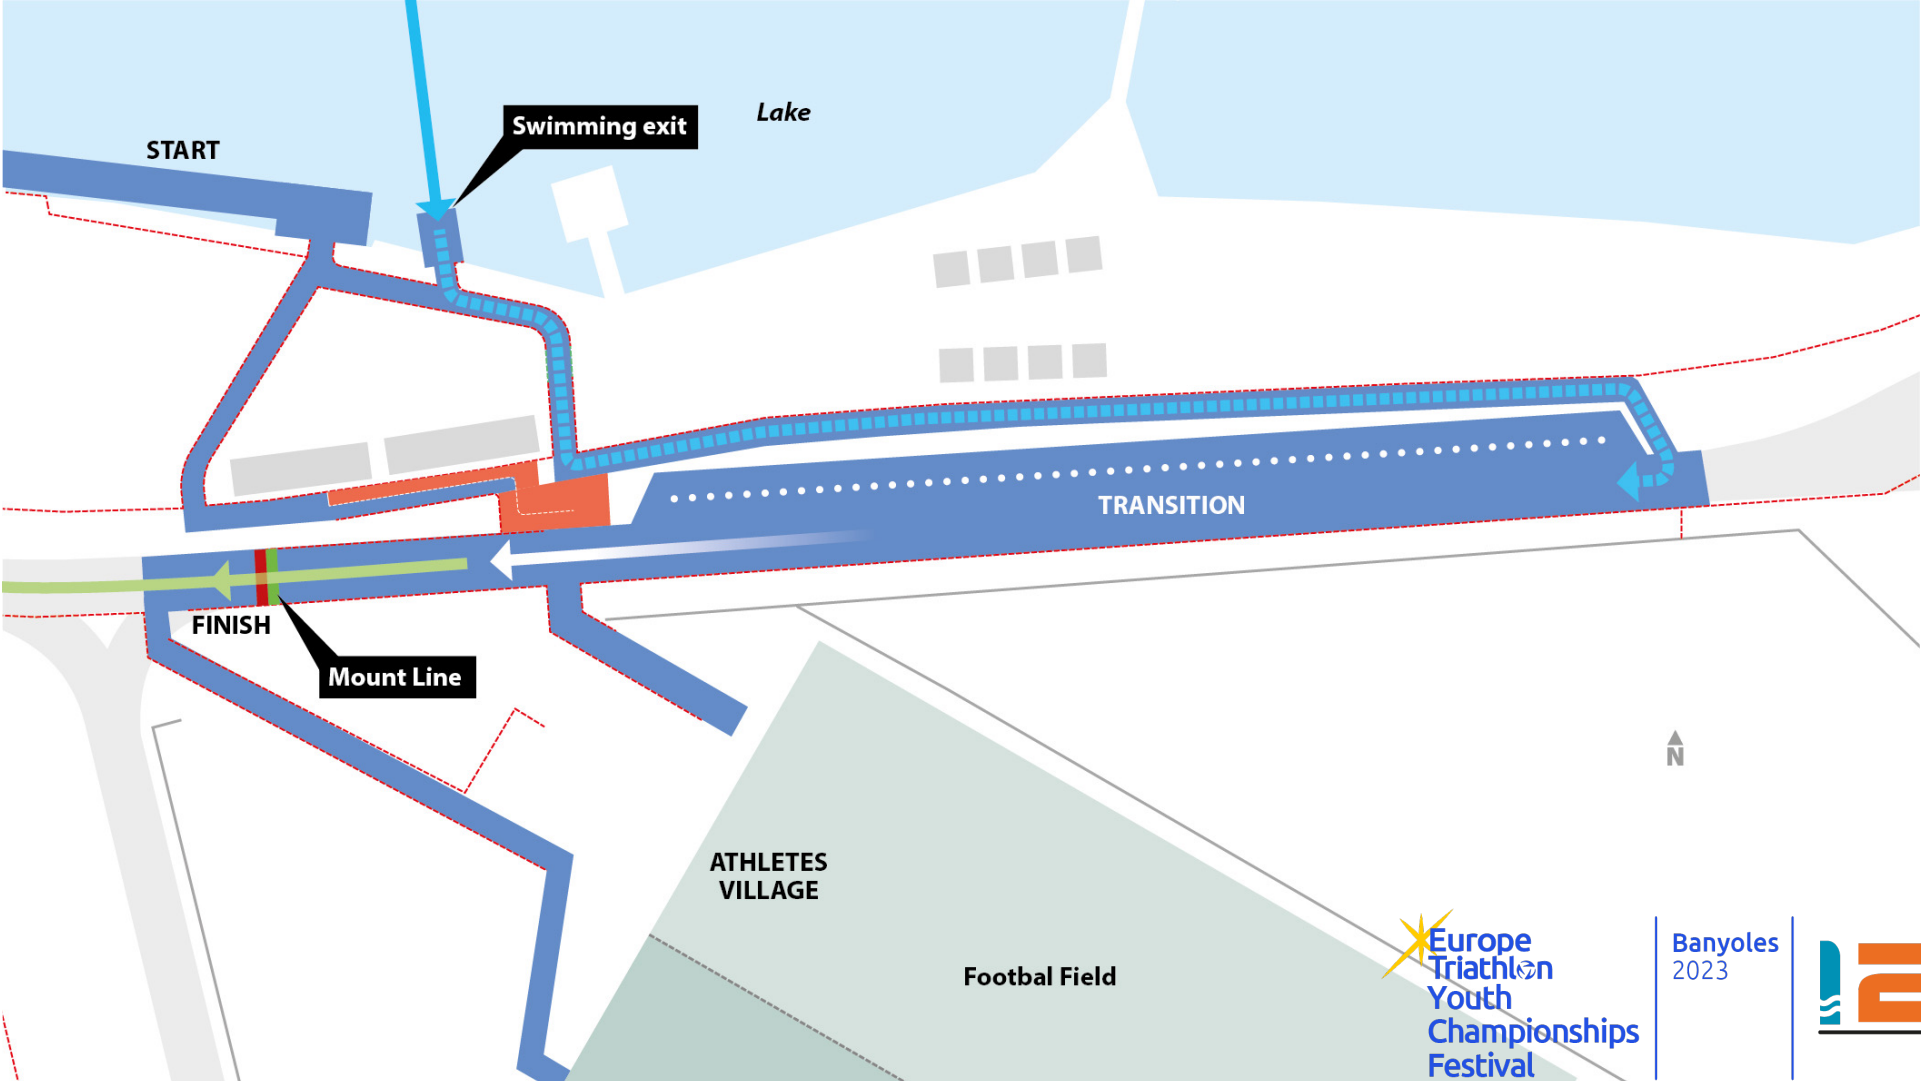 Lake
Swimming exit
START
TRANSITION
FINISH
Mount Line
N
ATHLETES
VILLAGE
Footbal Field
Europe
Triathlon
Youth
Championships
Festival
Banyoles
2023